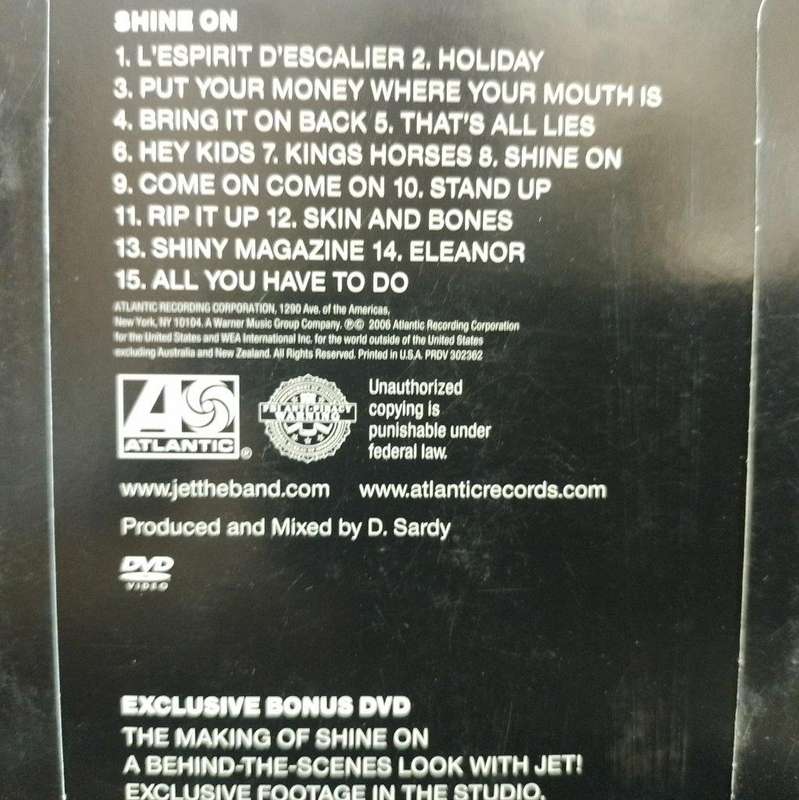 SHINE ON
1. L'ESPIRIT D'ESCALIER 2. HOLIDAY
3. PUT YOUR MONEY WHERE YOUR MOUTH IS
4. BRING IT ON BACK 5. THAT'S ALL LIES
6. HEY KIDS 7. KINGS HORSES 8. SHINE ON
9. COME ON COME ON 10. STAND UP
11. RIP IT UP 12. SKIN AND BONES
13. SHINY MAGAZINE 14. ELEANOR
15. ALL YOU HAVE TO DO
ATLANTIC RECORDING CORPORATION, 1290 Ave. of the Americas,
New York, NY 10104. A Warner Music Group Company. ℗© 2006 Atlantic Recording Corporation
for the United States and WEA International Inc. for the world outside of the United States
excluding Australia and New Zealand. All Rights Reserved. Printed in U.S.A. PRDV 302362
ATLANTIC®
FBI ANTI-PIRACY
WARNING
Unauthorized
copying is
punishable under
federal law.
www.jettheband.com www.atlanticrecords.com
Produced and Mixed by D. Sardy
DVD
VIDEO
EXCLUSIVE BONUS DVD
THE MAKING OF SHINE ON
A BEHIND-THE-SCENES LOOK WITH JET!
EXCLUSIVE FOOTAGE IN THE STUDIO.